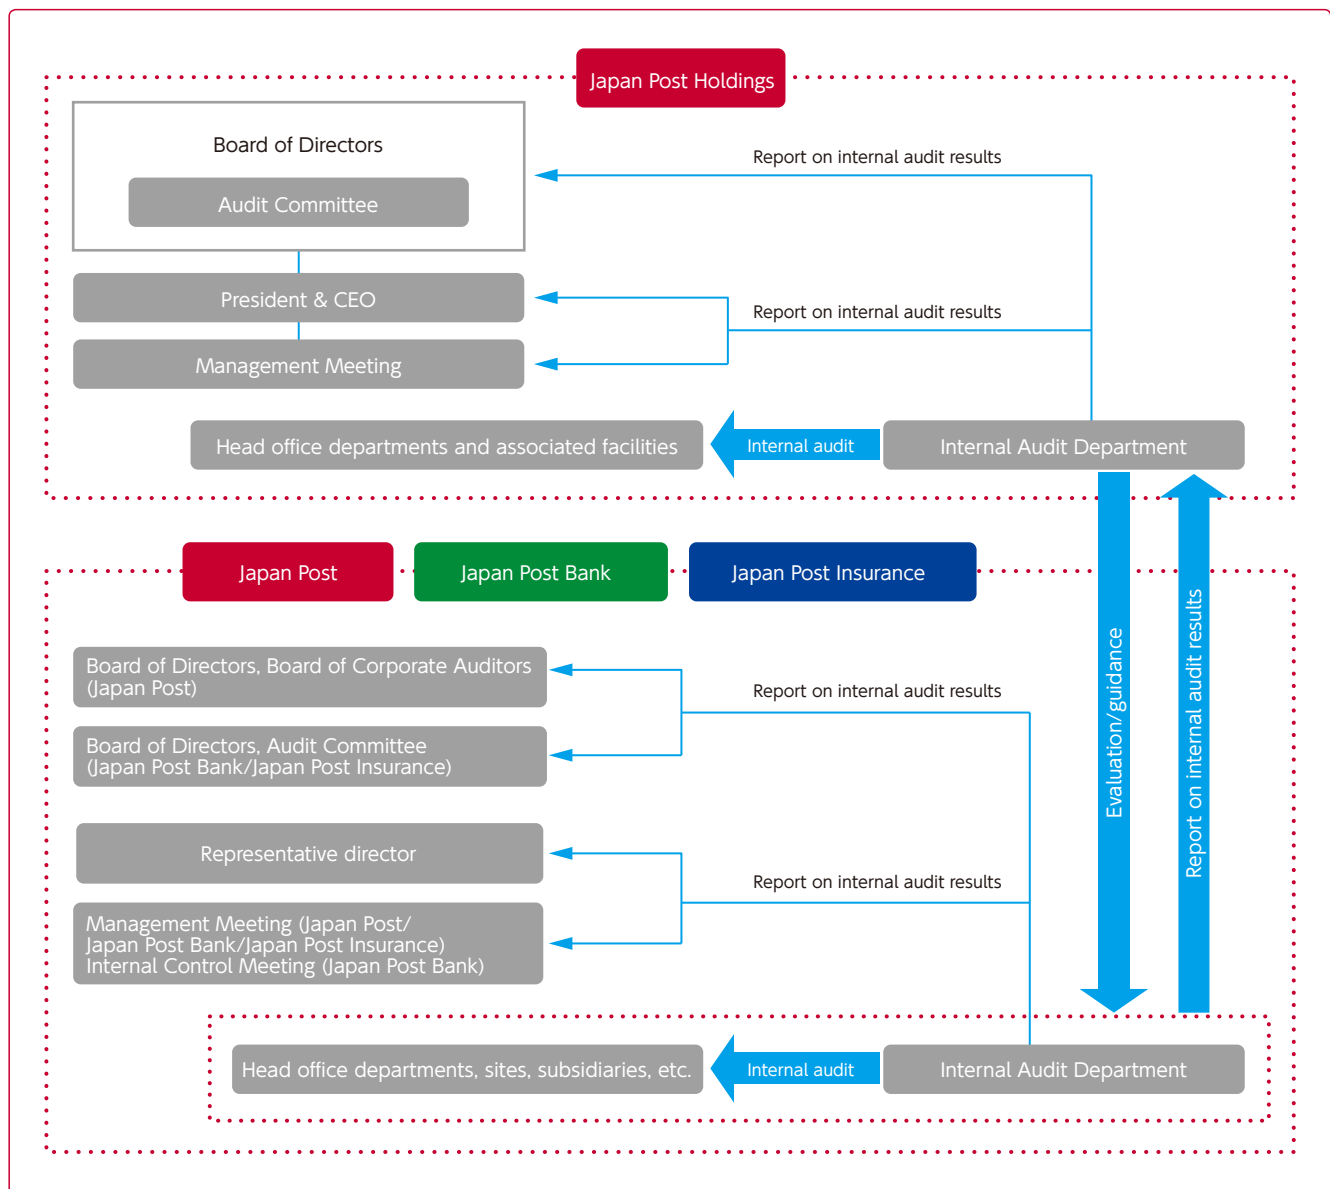 Japan Post Holdings
Board of Directors
Audit Committee
Report on internal audit results
President & CEO
Report on internal audit results
Management Meeting
Head office departments and associated facilities
Internal audit
Internal Audit Department
Japan Post
Japan Post Bank
Japan Post Insurance
Evaluation/guidance
Report on internal audit results
Board of Directors, Board of Corporate Auditors
(Japan Post)
Report on internal audit results
Board of Directors, Audit Committee
(Japan Post Bank/Japan Post Insurance)
Representative director
Report on internal audit results
Management Meeting (Japan Post/
Japan Post Bank/Japan Post Insurance)
Internal Control Meeting (Japan Post Bank)
Head office departments, sites, subsidiaries, etc.
Internal audit
Internal Audit Department